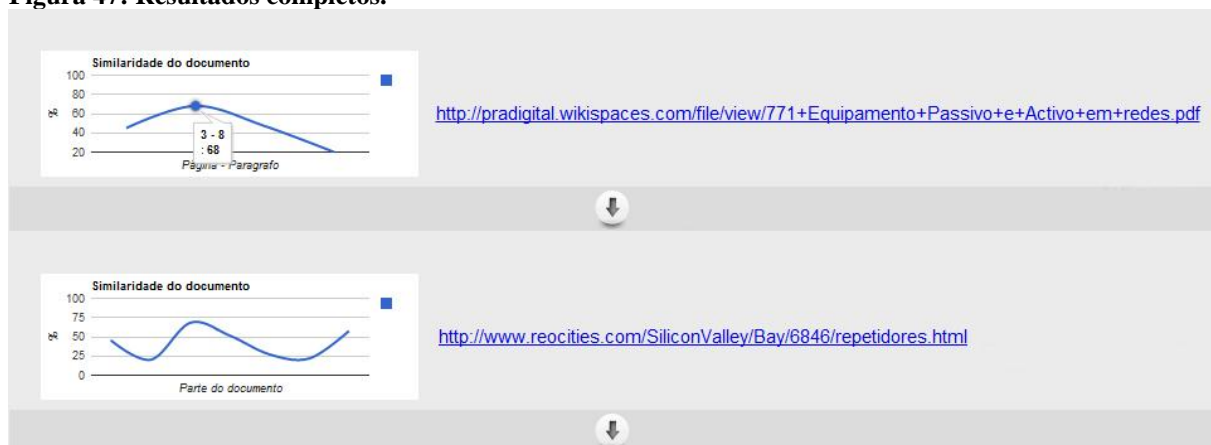 Figura 47: Resultados completos.
Similaridade do documento
100
80
60
40
20
%
3 - 8
: 68
Página - Paragrafo
http://pradigital.wikispaces.com/file/view/771+Equipamento+Passivo+e+Activo+em+redes.pdf
Similaridade do documento
100
75
50
25
0
%
Parte do documento
http://www.reocities.com/SiliconValley/Bay/6846/repetidores.html